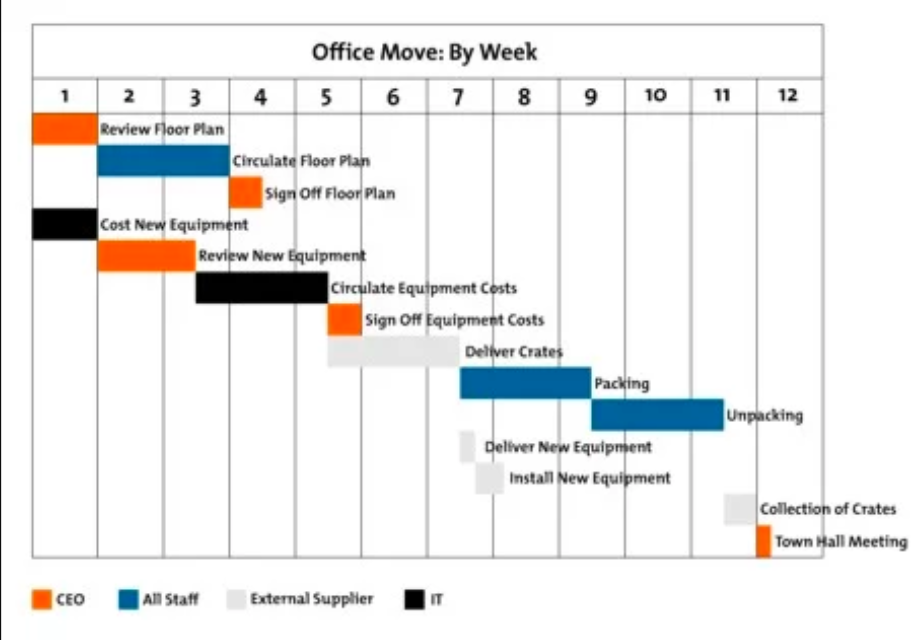 Office Move: By Week
1 2 3 4 5 6 7 8 9 10 11 12
Review Floor Plan
Circulate Floor Plan
Sign Off Floor Plan
Cost New Equipment
Review New Equipment
Circulate Equipment Costs
Sign Off Equipment Costs
Deliver Crates
Packing
Unpacking
Deliver New Equipment
Install New Equipment
Collection of Crates
Town Hall Meeting
CEO All Staff External Supplier IT